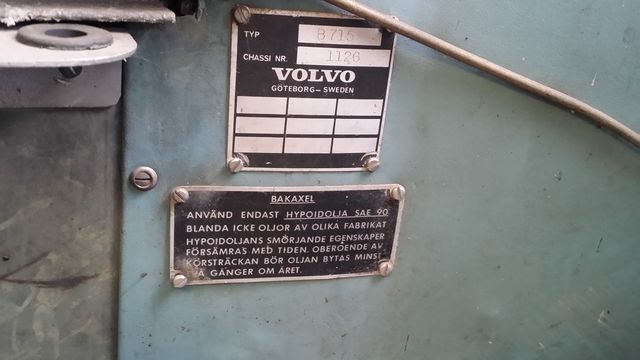 TYP B715
CHASSI NR. 1126
VOLVO
GÖTEBORG–SWEDEN
BAKAXEL
ANVÄND ENDAST HYPOIDOLJA SAE 90
BLANDA ICKE OLJOR AV OLIKA FABRIKAT
HYPOIDOLJANS SMÖRJANDE EGENSKAPER
FÖRSÄMRAS MED TIDEN. OBEROENDE AV
KÖRSTRÄCKAN BÖR OLJAN BYTAS MINST
GÅNGER OM ÅRET.